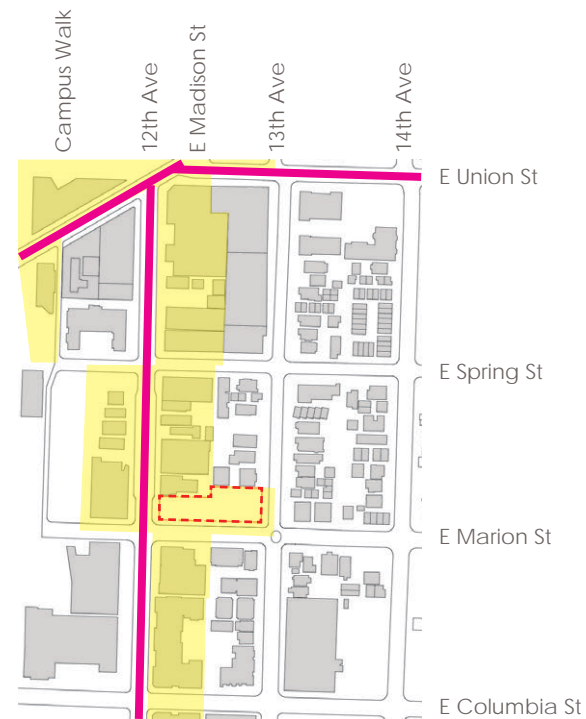 Campus Walk
12th Ave
E Madison St
13th Ave
14th Ave
E Union St
E Spring St
E Marion St
E Columbia St